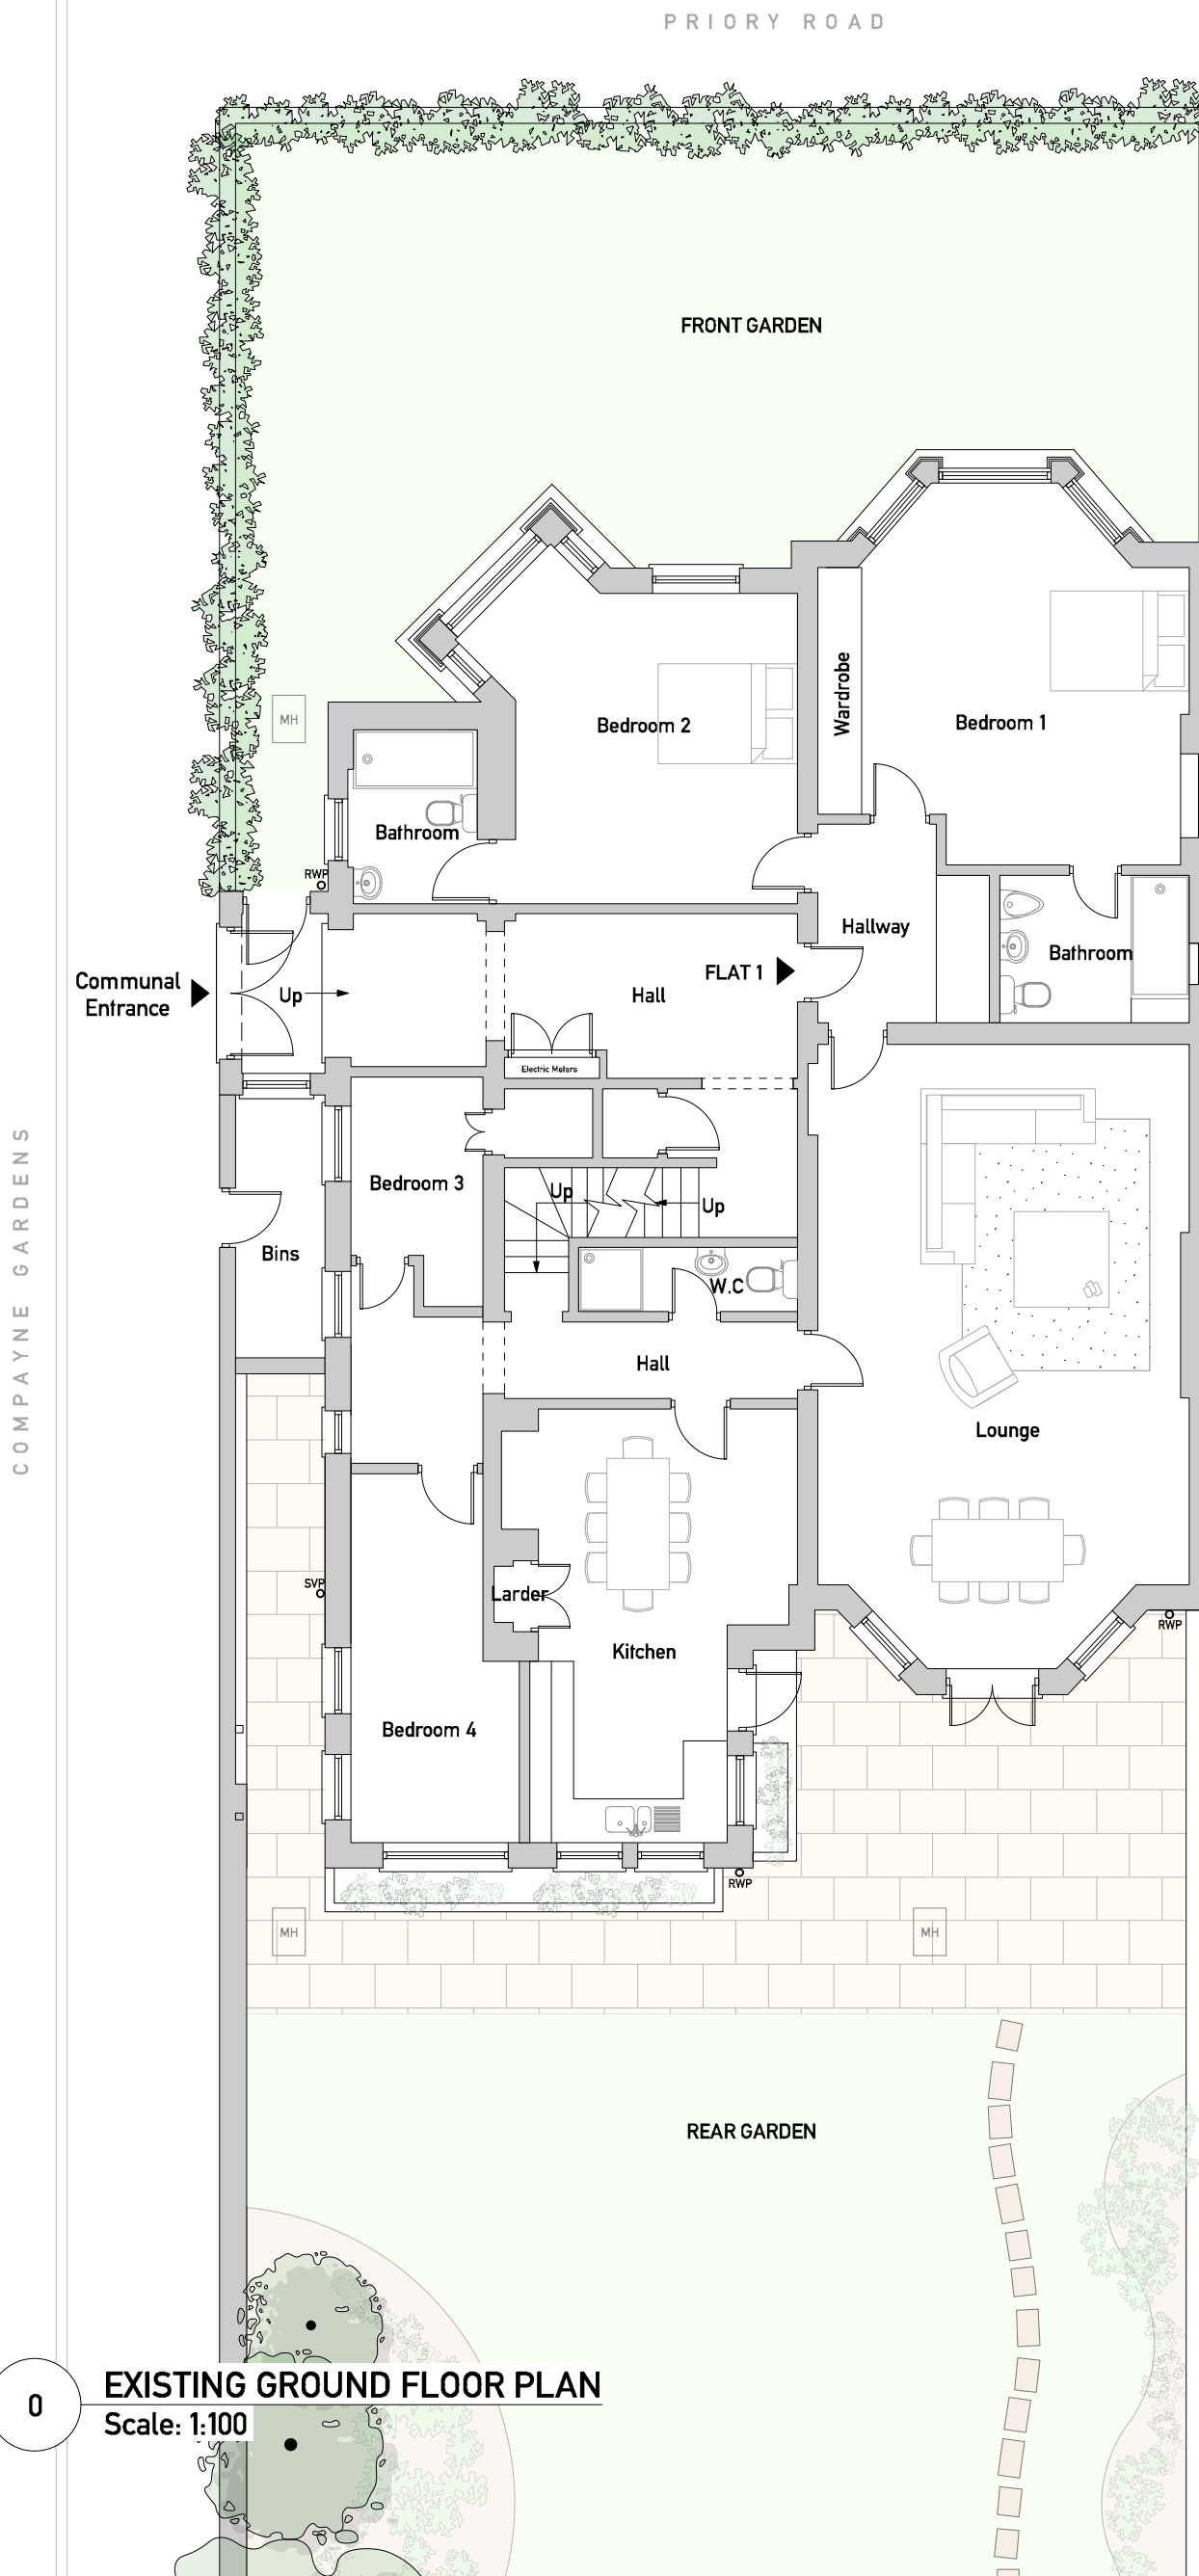 PRIORY ROAD
FRONT GARDEN
MH
Wardrobe
Bedroom 1
Bedroom 2
Bathroom
RWP
Hallway
Bathroom
Communal
Entrance
Up
Hall
FLAT 1
Electric Meters
Bedroom 3
Up
Up
Bins
W.C
COMPAYNE GARDENS
Hall
Lounge
SVP
Larder
Kitchen
RWP
Bedroom 4
RWP
MH
MH
REAR GARDEN
0
EXISTING GROUND FLOOR PLAN
Scale: 1:100